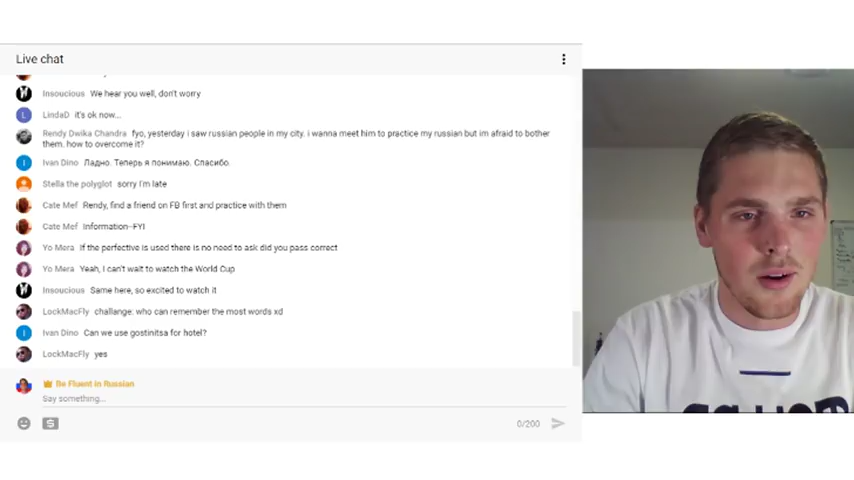 Live chat
Insoucious We hear you well, don't worry
L LindaD it's ok now...
Rendy Dwika Chandra fyo, yesterday i saw russian people in my city. i wanna meet him to practice my russian but im afraid to bother
them. how to overcome it?
I Ivan Dino Ладно. Теперь я понимаю. Спасибо.
Stella the polyglot sorry I'm late
Cate Mef Rendy, find a friend on FB first and practice with them
Cate Mef Information--FYI
Yo Mera If the perfective is used there is no need to ask did you pass correct
Yo Mera Yeah, I can't wait to watch the World Cup
Insoucious Same here, so excited to watch it
LockMacFly challange: who can remember the most words xd
I Ivan Dino Can we use gostinitsa for hotel?
LockMacFly yes
Be Fluent in Russian
Say something...
0/200